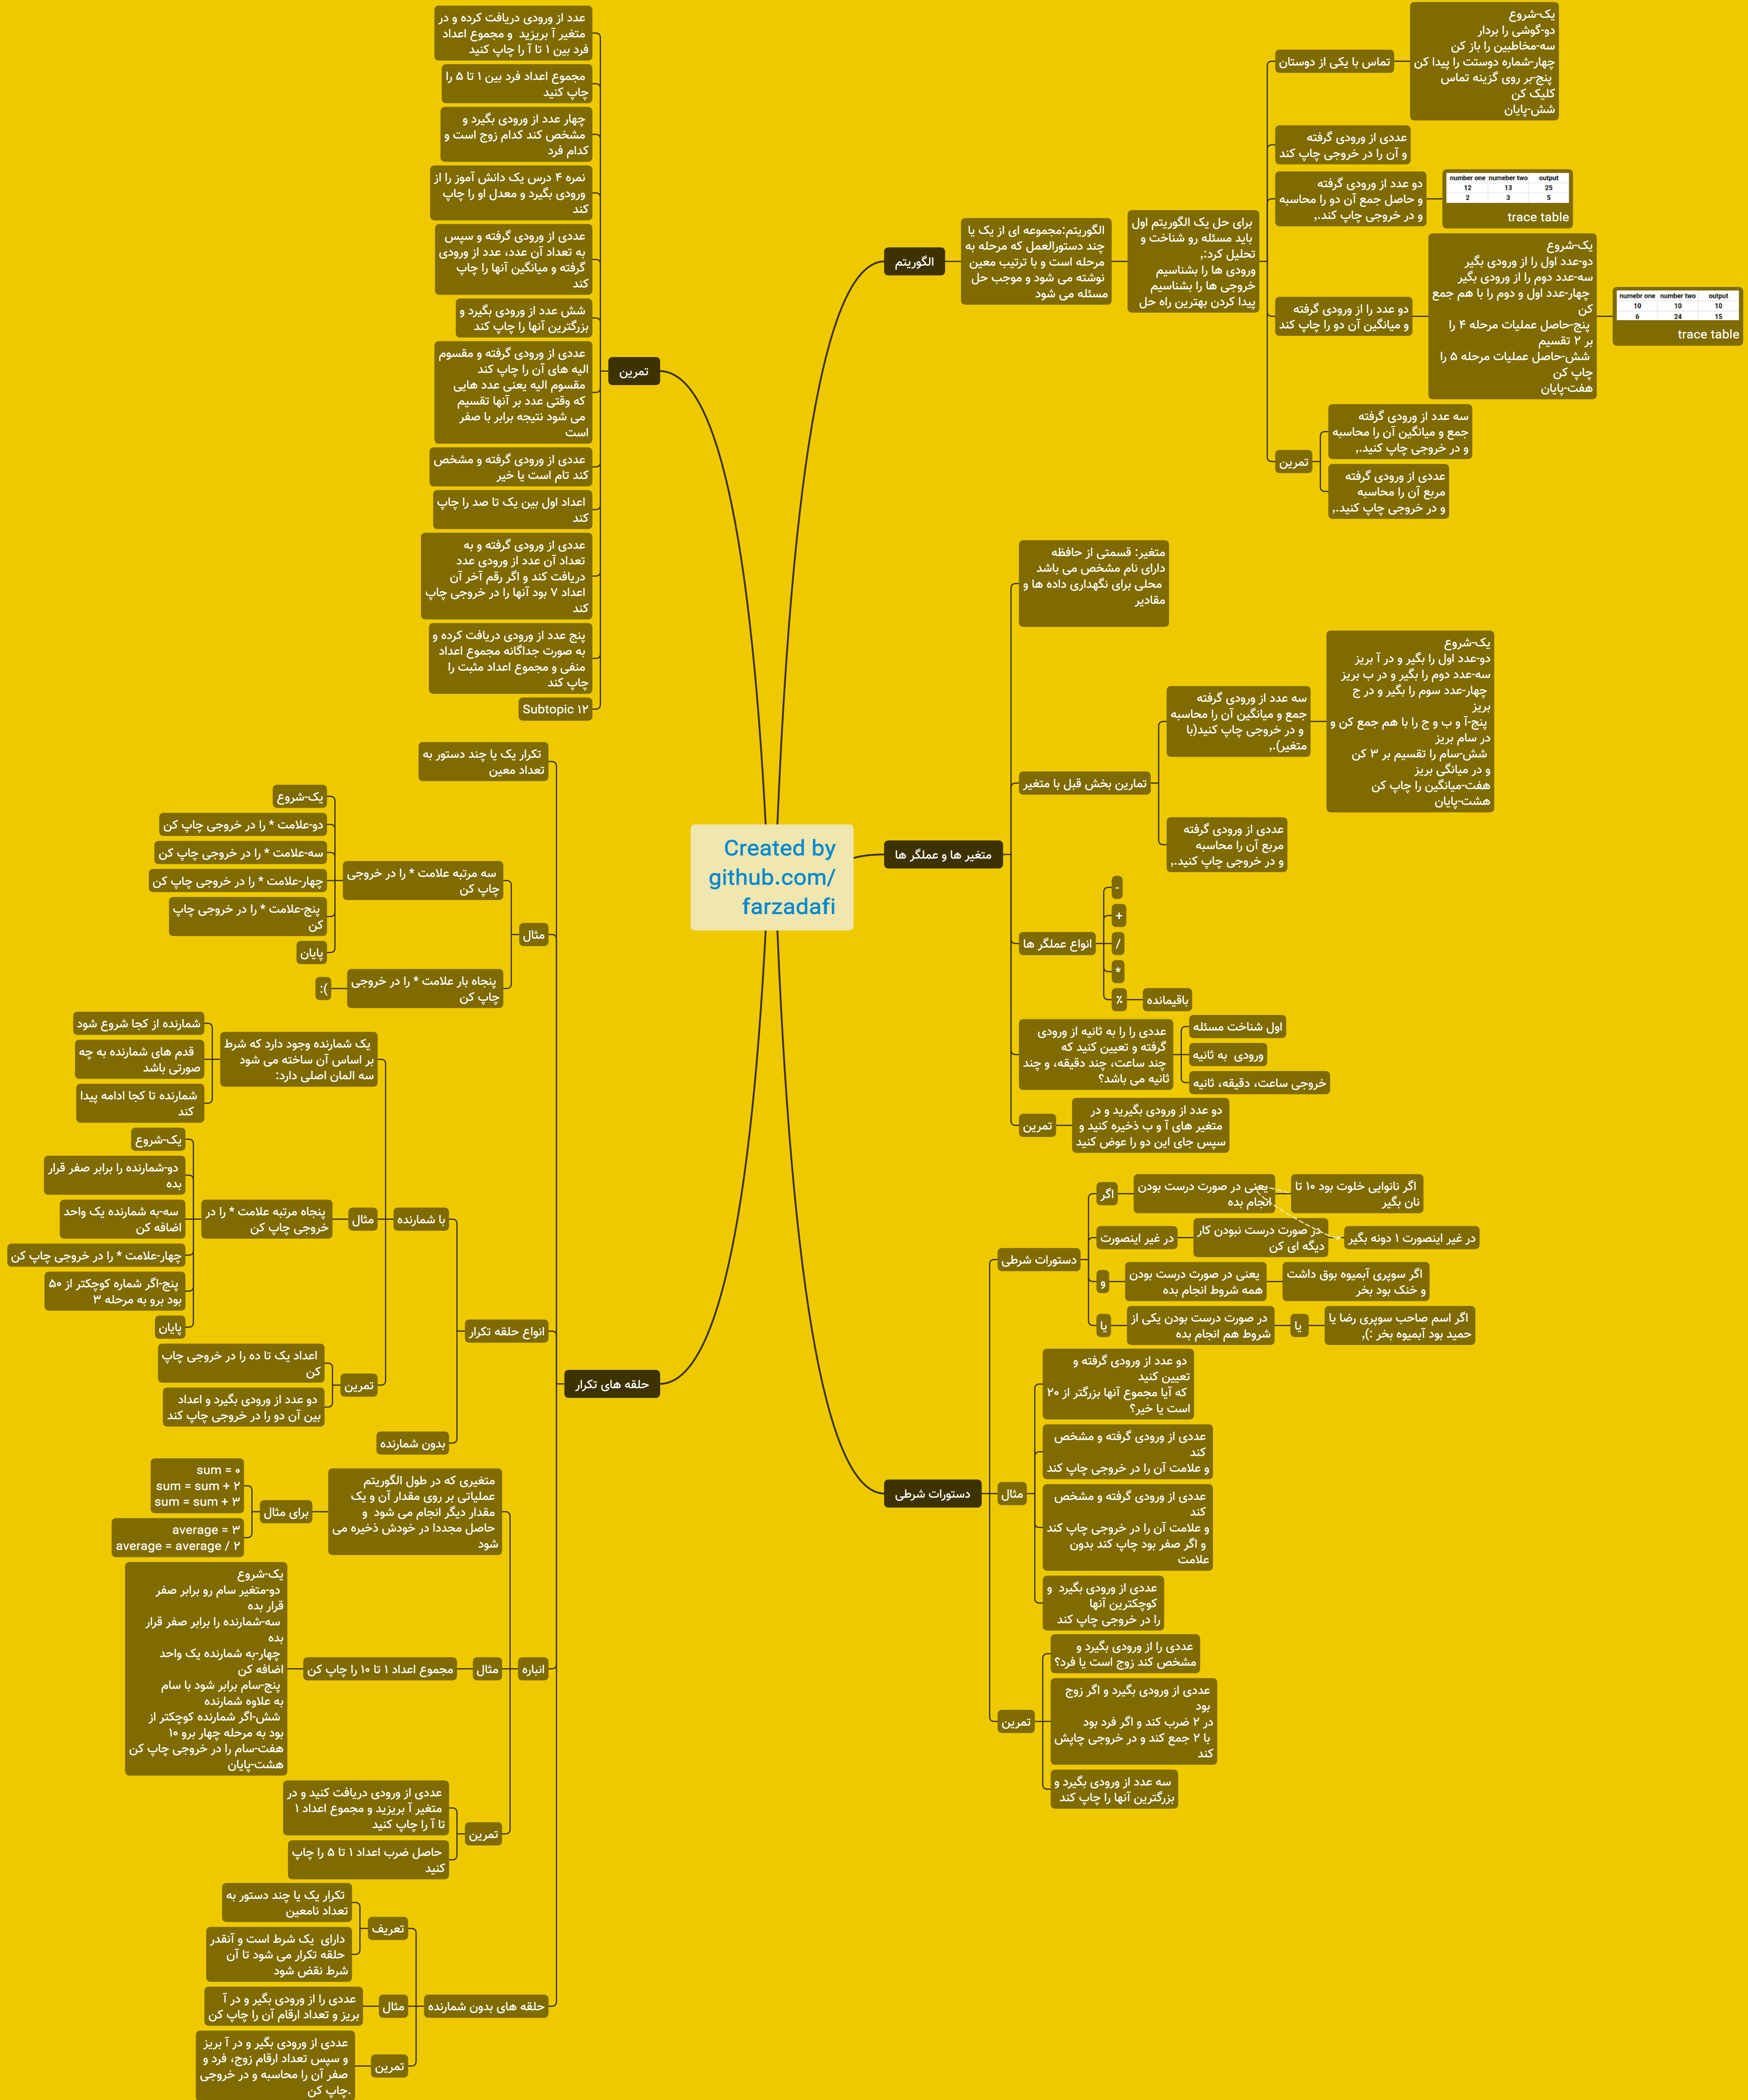 Created by
github.com/
farzadafi
الگوریتم
الگوریتم:مجموعه ای از یک یا
چند دستورالعمل که مرحله به
مرحله است و با ترتیب معین
نوشته می شود و موجب حل
مسئله می شود
برای حل یک الگوریتم اول
باید مسئله رو شناخت و
تحلیل کرد:,
ورودی ها را بشناسیم
خروجی ها را بشناسیم
پیدا کردن بهترین راه حل
تماس با یکی از دوستان
یک-شروع
دو-گوشی را بردار
سه-مخاطبین را باز کن
چهار-شماره دوستت را پیدا کن
پنج-بر روی گزینه تماس
کلیک کن
شش-پایان
عددی از ورودی گرفته
و آن را در خروجی چاپ کند
دو عدد از ورودی گرفته
و حاصل جمع آن دو را محاسبه
و در خروجی چاپ کند.,
number one numeber two output
12 13 25
2 3 5
trace table
دو عدد را از ورودی گرفته
و میانگین آن دو را چاپ کند
یک-شروع
دو-عدد اول را از ورودی بگیر
سه-عدد دوم را از ورودی بگیر
چهار-عدد اول و دوم را با هم جمع
کن
پنج-حاصل عملیات مرحله ۴ را
بر ۲ تقسیم
شش-حاصل عملیات مرحله ۵ را
چاپ کن
هفت-پایان
numebr one number two output
10 10 10
6 24 15
trace table
تمرین
سه عدد از ورودی گرفته
جمع و میانگین آن را محاسبه
و در خروجی چاپ کنید.,
عددی از ورودی گرفته
مربع آن را محاسبه
و در خروجی چاپ کنید.,
متغیر ها و عملگر ها
متغیر: قسمتی از حافظه
دارای نام مشخص می باشد
محلی برای نگهداری داده ها و
مقادیر
تمارین بخش قبل با متغیر
سه عدد از ورودی گرفته
جمع و میانگین آن را محاسبه
و در خروجی چاپ کنید(با
متغیر).,
یک-شروع
دو-عدد اول را بگیر و در آ بریز
سه-عدد دوم را بگیر و در ب بریز
چهار-عدد سوم را بگیر و در ج
بریز
پنج-آ و ب و ج را با هم جمع کن و
در سام بریز
شش-سام را تقسیم بر ۳ کن
و در میانگی بریز
هفت-میانگین را چاپ کن
هشت-پایان
عددی از ورودی گرفته
مربع آن را محاسبه
و در خروجی چاپ کنید.,
انواع عملگر ها
-
+
/
*
٪
باقیمانده
عددی را را به ثانیه از ورودی
گرفته و تعیین کنید که
چند ساعت، چند دقیقه، و چند
ثانیه می باشد؟
اول شناخت مسئله
ورودی  به ثانیه
خروجی ساعت، دقیقه، ثانیه
تمرین
دو عدد از ورودی بگیرید و در
متغیر های آ و ب ذخیره کنید و
سپس جای این دو را عوض کنید
دستورات شرطی
دستورات شرطی
اگر
یعنی در صورت درست بودن
انجام بده
اگر نانوایی خلوت بود ۱۰ تا
نان بگیر
در غیر اینصورت
در صورت درست نبودن کار
دیگه ای کن
در غیر اینصورت ۱ دونه بگیر
و
یعنی در صورت درست بودن
همه شروط انجام بده
اگر سوپری آبمیوه بوق داشت
و خنک بود بخر
یا
در صورت درست بودن یکی از
شروط هم انجام بده
یا
اگر اسم صاحب سوپری رضا یا
حمید بود آبمیوه بخر :),
مثال
دو عدد از ورودی گرفته و
تعیین کنید
که آیا مجموع آنها بزرگتر از ۲۰
است یا خیر؟
عددی از ورودی گرفته و مشخص
کند
و علامت آن را در خروجی چاپ کند
عددی از ورودی گرفته و مشخص
کند
و علامت آن را در خروجی چاپ کند
و اگر صفر بود چاپ کند بدون
علامت
عددی از ورودی بگیرد  و
کوچکترین آنها
را در خروجی چاپ کند
تمرین
عددی را از ورودی بگیرد و
مشخص کند زوج است یا فرد؟
عددی از ورودی بگیرد و اگر زوج
بود
در ۲ ضرب کند و اگر فرد بود
با ۲ جمع کند و در خروجی چاپش
کند
سه عدد از ورودی بگیرد و
بزرگترین آنها را چاپ کند
تمرین
عدد از ورودی دریافت کرده و در
متغیر آ بریزید  و مجموع اعداد
فرد بین ۱ تا آ را چاپ کنید
مجموع اعداد فرد بین ۱ تا ۵ را
چاپ کنید
چهار عدد از ورودی بگیرد و
مشخص کند کدام زوج است و
کدام فرد
نمره ۴ درس یک دانش آموز را از
ورودی بگیرد و معدل او را چاپ
کند
عددی از ورودی گرفته و سپس
به تعداد آن عدد، عدد از ورودی
گرفته و میانگین آنها را چاپ
کند
شش عدد از ورودی بگیرد و
بزرگترین آنها را چاپ کند
عددی از ورودی گرفته و مقسوم
الیه های آن را چاپ کند
مقسوم الیه یعنی عدد هایی
که وقتی عدد بر آنها تقسیم
می شود نتیجه برابر با صفر
است
عددی از ورودی گرفته و مشخص
کند تام است یا خیر
اعداد اول بین یک تا صد را چاپ
کند
عددی از ورودی گرفته و به
تعداد آن عدد از ورودی عدد
دریافت کند و اگر رقم آخر آن
اعداد ۷ بود آنها را در خروجی چاپ
کند
پنج عدد از ورودی دریافت کرده و
به صورت جداگانه مجموع اعداد
منفی و مجموع اعداد مثبت را
چاپ کند
Subtopic ۱۲
حلقه های تکرار
تکرار یک یا چند دستور به
تعداد معین
مثال
سه مرتبه علامت * را در خروجی
چاپ کن
یک-شروع
دو-علامت * را در خروجی چاپ کن
سه-علامت * را در خروجی چاپ کن
چهار-علامت * را در خروجی چاپ کن
پنج-علامت * را در خروجی چاپ
کن
پایان
پنجاه بار علامت * را در خروجی
چاپ کن
:(
انواع حلقه تکرار
با شمارنده
یک شمارنده وجود دارد که شرط
بر اساس آن ساخته می شود
سه المان اصلی دارد:
شمارنده از کجا شروع شود
قدم های شمارنده به چه
صورتی باشد
شمارنده تا کجا ادامه پیدا
کند
مثال
پنجاه مرتبه علامت * را در
خروجی چاپ کن
یک-شروع
دو-شمارنده را برابر صفر قرار
بده
سه-به شمارنده یک واحد
اضافه کن
چهار-علامت * را در خروجی چاپ کن
پنج-اگر شماره کوچکتر از ۵۰
بود برو به مرحله ۳
پایان
تمرین
اعداد یک تا ده را در خروجی چاپ
کن
دو عدد از ورودی بگیرد و اعداد
بین آن دو را در خروجی چاپ کند
بدون شمارنده
انباره
متغیری که در طول الگوریتم
عملیاتی بر روی مقدار آن و یک
مقدار دیگر انجام می شود  و
حاصل مجددا در خودش ذخیره می
شود
برای مثال
sum = ۰
sum = sum + ۲
sum = sum + ۳
average = ۳
average = average / ۲
مثال
مجموع اعداد ۱ تا ۱۰ را چاپ کن
یک-شروع
دو-متغیر سام رو برابر صفر
قرار بده
سه-شمارنده را برابر صفر قرار
بده
چهار-به شمارنده یک واحد
اضافه کن
پنج-سام برابر شود با سام
به علاوه شمارنده
شش-اگر شمارنده کوچکتر از
بود به مرحله چهار برو ۱۰
هفت-سام را در خروجی چاپ کن
هشت-پایان
تمرین
عددی از ورودی دریافت کنید و در
متغیر آ بریزید و مجموع اعداد ۱
تا آ را چاپ کنید
حاصل ضرب اعداد ۱ تا ۵ را چاپ
کنید
حلقه های بدون شمارنده
تعریف
تکرار یک یا چند دستور به
تعداد نامعین
دارای  یک شرط است و آنقدر
حلقه تکرار می شود تا آن
شرط نقض شود
مثال
عددی را از ورودی بگیر و در آ
بریز و تعداد ارقام آن را چاپ کن
تمرین
عددی از ورودی بگیر و در آ بریز
و سپس تعداد ارقام زوج، فرد و
صفر آن را محاسبه و در خروجی
چاپ کن.